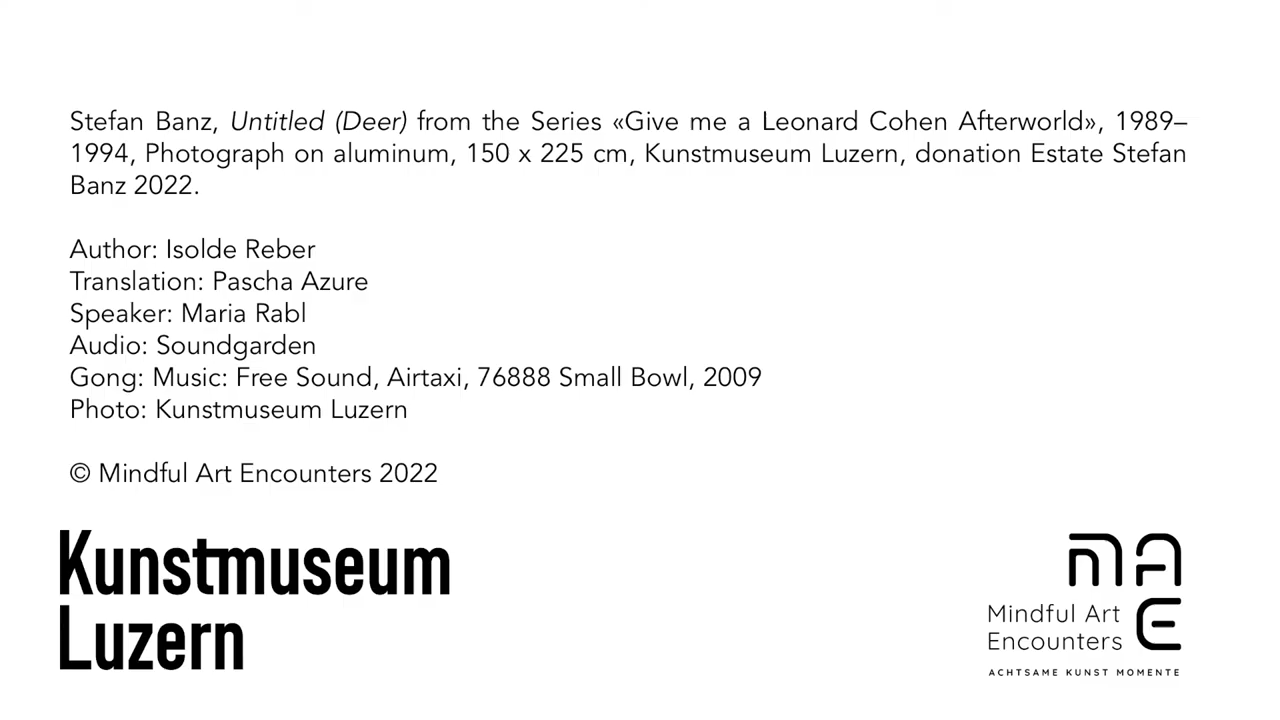 Stefan Banz, Untitled (Deer) from the Series «Give me a Leonard Cohen Afterworld», 1989–
1994, Photograph on aluminum, 150 x 225 cm, Kunstmuseum Luzern, donation Estate Stefan
Banz 2022.
Author: Isolde Reber
Translation: Pascha Azure
Speaker: Maria Rabl
Audio: Soundgarden
Gong: Music: Free Sound, Airtaxi, 76888 Small Bowl, 2009
Photo: Kunstmuseum Luzern
© Mindful Art Encounters 2022
Kunstmuseum
Luzern
MA
E
Mindful Art
Encounters
ACHTSAME KUNST MOMENTE